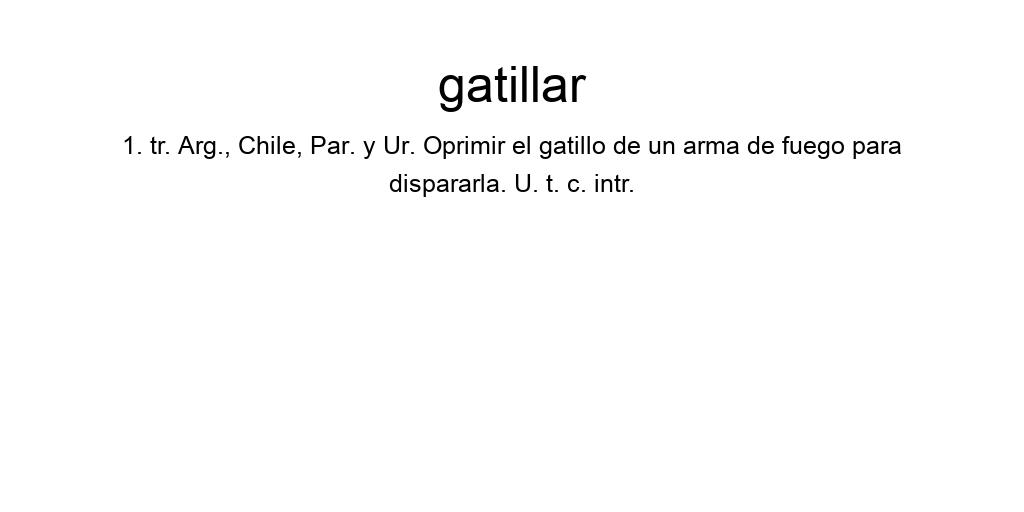 gatillar
1. tr. Arg., Chile, Par. y Ur. Oprimir el gatillo de un arma de fuego para
dispararla. U. t. c. intr.